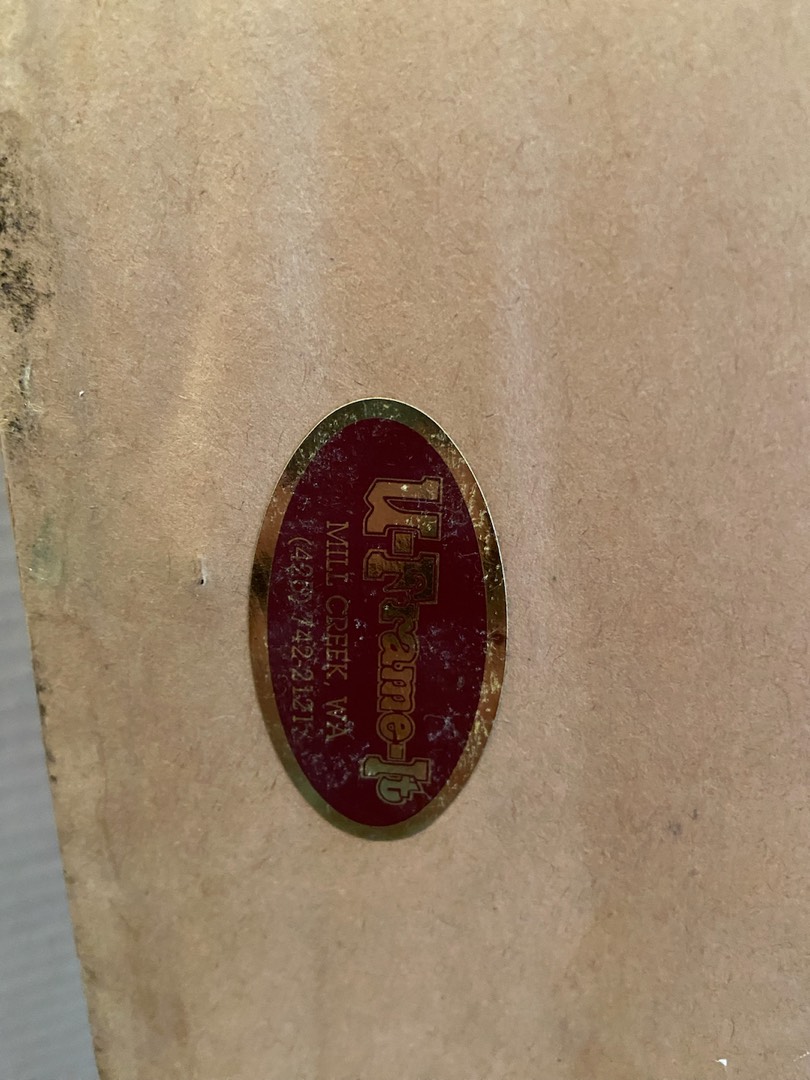 U-Frame-It
MILL CREEK, WA
(425) 742-2121